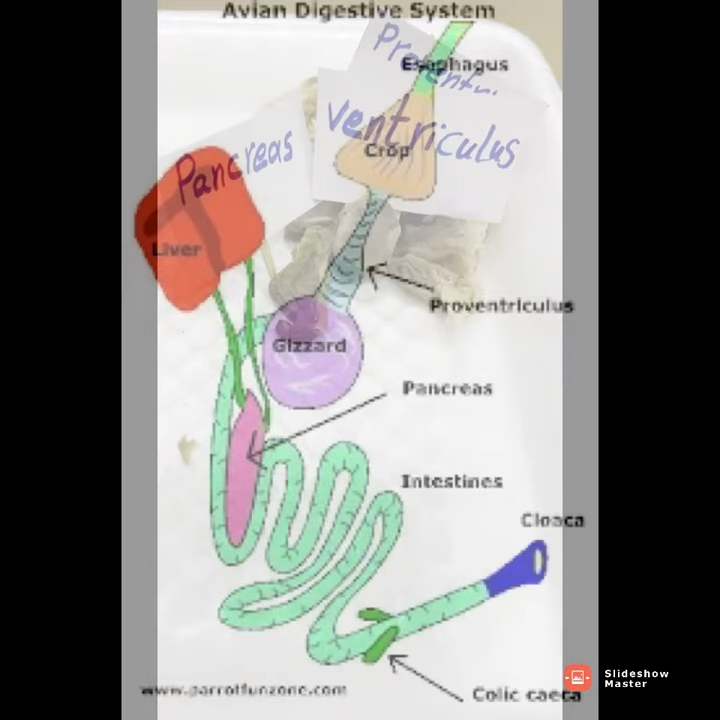 Avian Digestive System
Proventri..
Esophagus
ventriculus
Crop
Pancreas
Liver
Proventriculus
Gizzard
Pancreas
Intestines
Cloaca
Colic caeca
www.parrotfunzone.com
Slideshow
Master